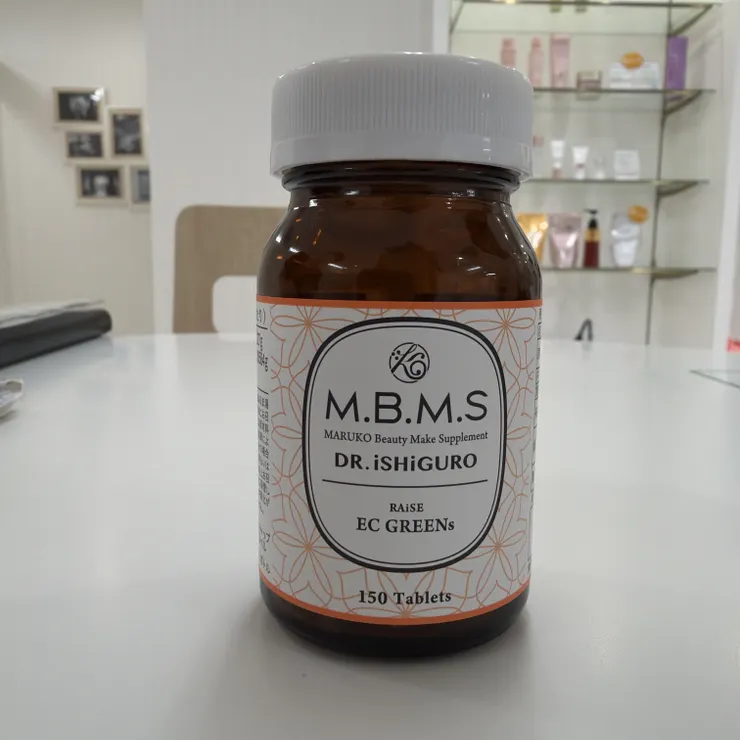 M.B.M.S
MARUKO Beauty Make Supplement
DR. iSHiGURO
RAiSE
EC GREENs
150 Tablets